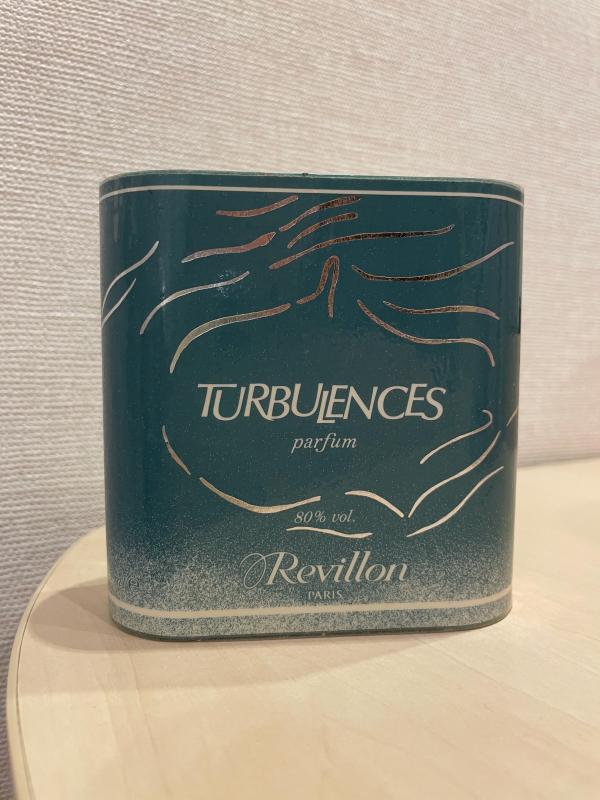 TURBULENCES
parfum
80% vol.
Revillon
PARIS